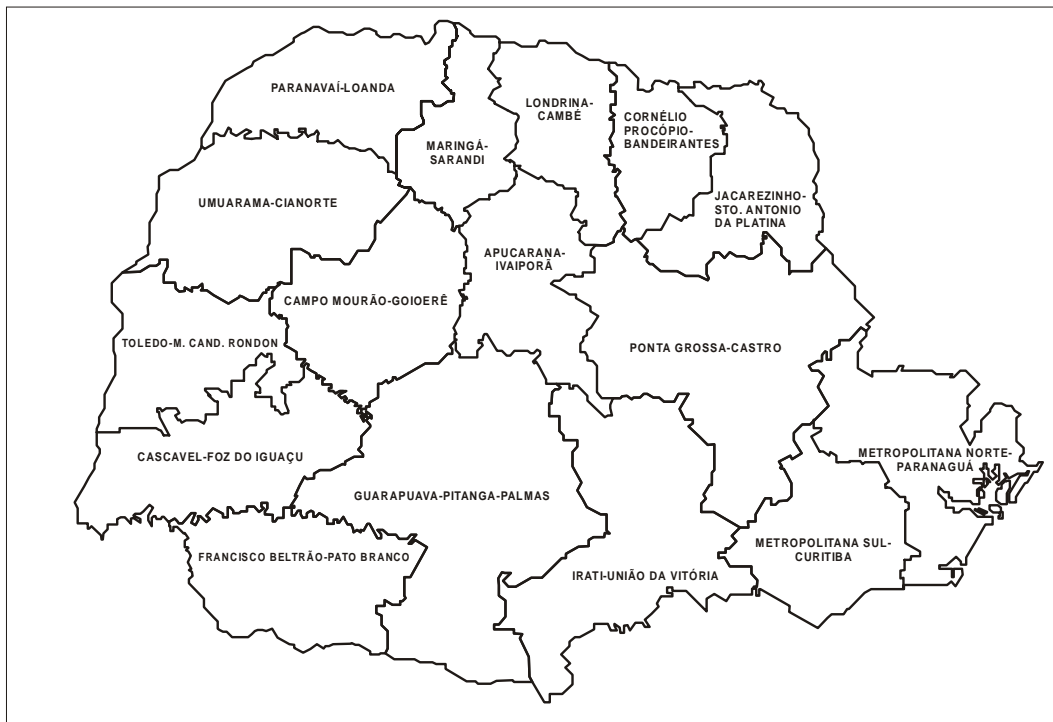 PARANAVAÍ-LOANDA
LONDRINA-
CAMBÉ
CORNÉLIO
PROCÓPIO-
BANDEIRANTES
MARINGÁ-
SARANDI
UMUARAMA-CIANORTE
JACAREZINHO-
STO. ANTONIO
DA PLATINA
APUCARANA-
IVAIPORÃ
CAMPO MOURÃO-GOIOERÊ
TOLEDO-M. CAND. RONDON
PONTA GROSSA-CASTRO
CASCAVEL-FOZ DO IGUAÇU
METROPOLITANA NORTE-
PARANAGUÁ
GUARAPUAVA-PITANGA-PALMAS
METROPOLITANA SUL-
CURITIBA
FRANCISCO BELTRÃO-PATO BRANCO
IRATI-UNIÃO DA VITÓRIA